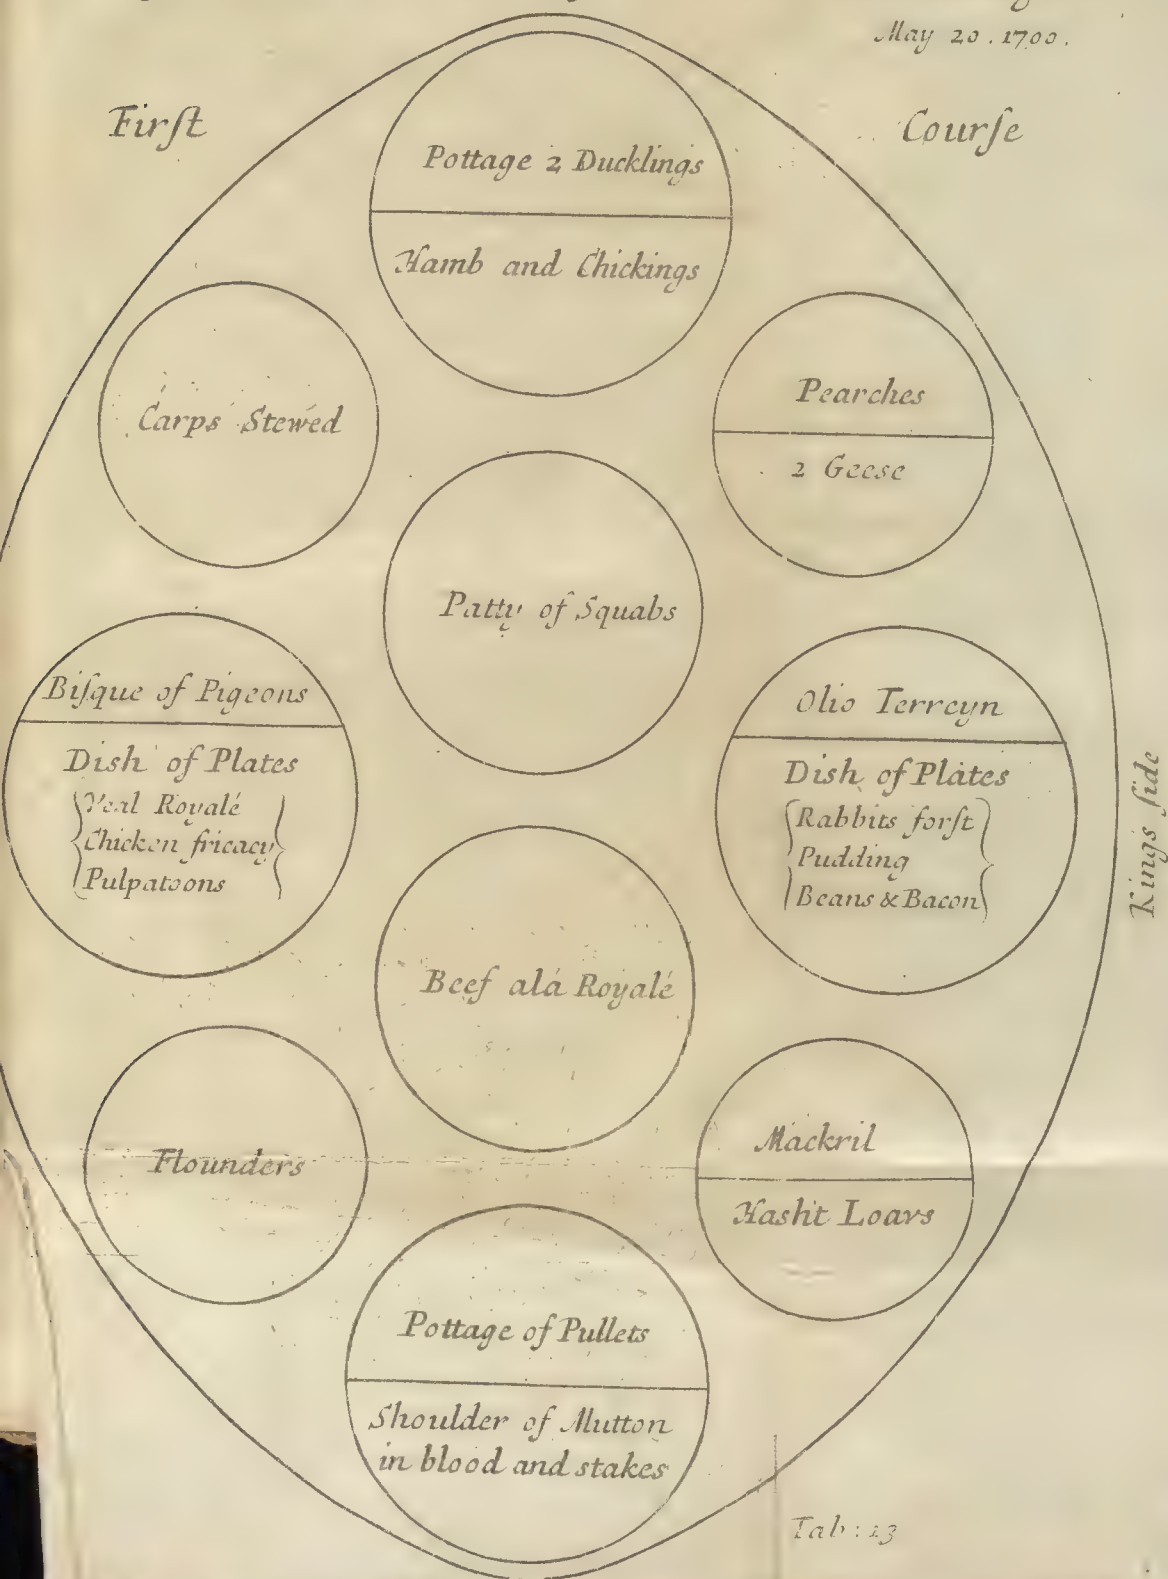 May 20. 1700.
Firſt Courſe
Pottage 2 Ducklings
Hamb and Chickings
Carps Stewed
Pearches
2 Geese
Patty of Squabs
Biſque of Pigeons
Dish of Plates
Veal Royalé
Chicken fricacy
Pulpatoons
Olio Terreyn
Dish of Plates
Rabbits forſt
Pudding
Beans & Bacon
Kings ſide
Beef alá Royalé
Flounders
Mackril
Hasht Loavs
Pottage of Pullets
Shoulder of Mutton
in blood and stakes
Tab: 13